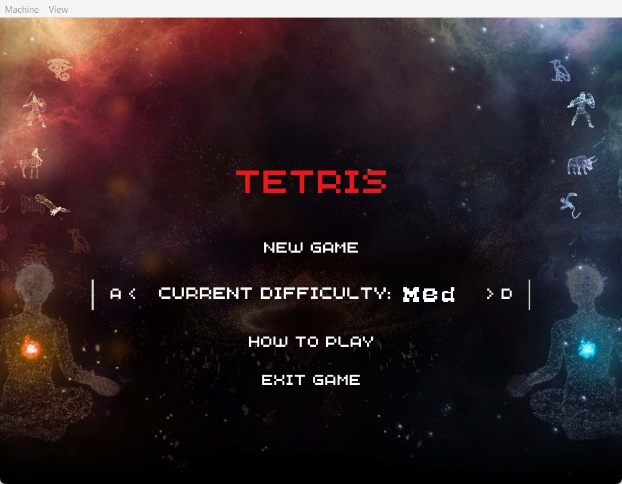 Machine View
TETRIS
NEW GAME
| A < CURRENT DIFFICULTY: Med > D |
HOW TO PLAY
EXIT GAME